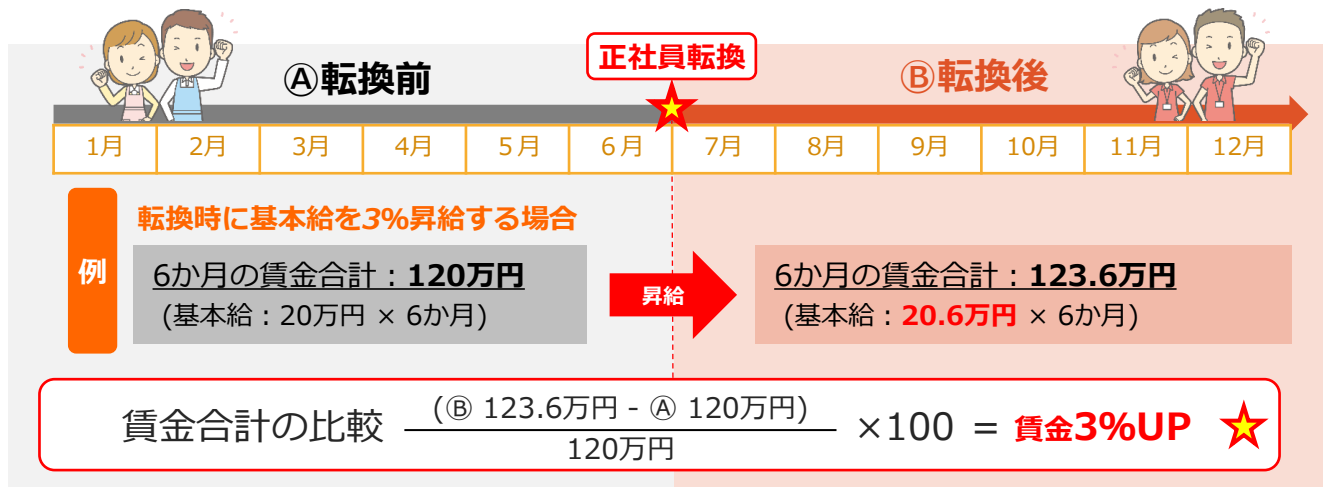 正社員転換
Ⓐ転換前
Ⓑ転換後
1月 2月 3月 4月 5月 6月 7月 8月 9月 10月 11月 12月
例
転換時に基本給を3%昇給する場合
6か月の賃金合計：120万円
(基本給：20万円 × 6か月)
昇給
6か月の賃金合計：123.6万円
(基本給：20.6万円 × 6か月)
賃金合計の比較
(Ⓑ 123.6万円 - Ⓐ 120万円)
120万円
×100 = 賃金3%UP